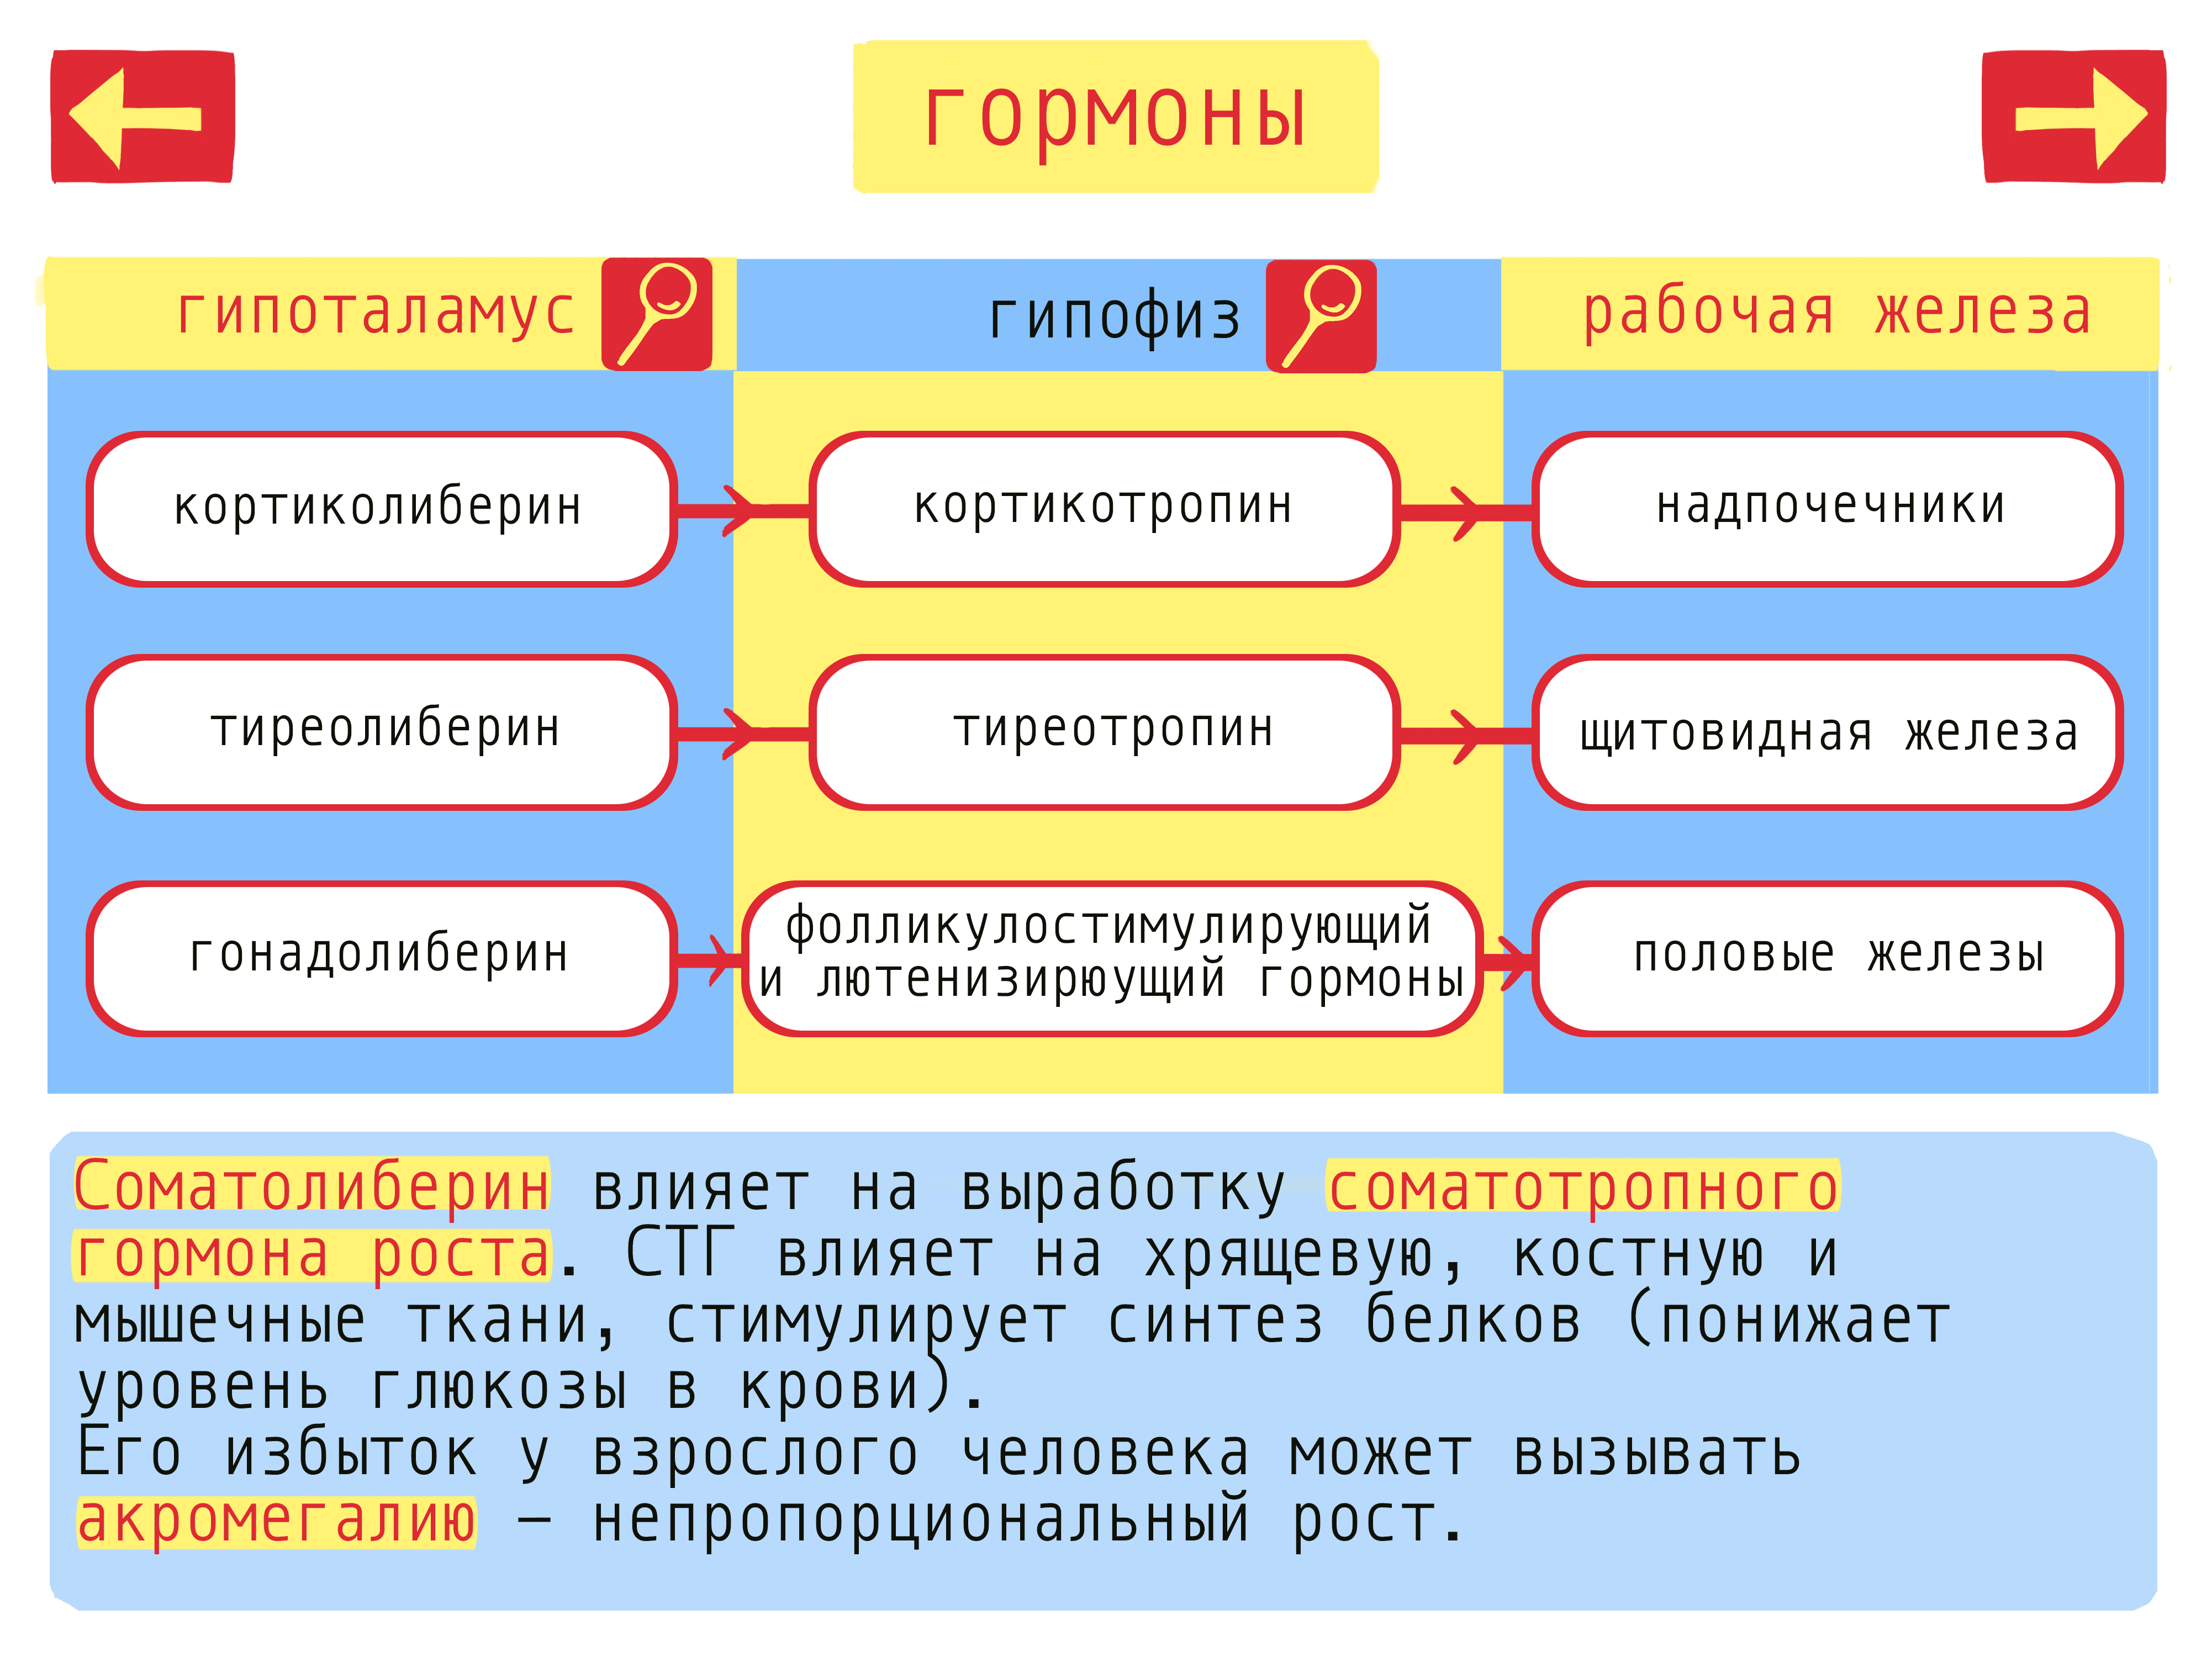 гормоны
гипоталамус
гипофиз
рабочая железа
кортиколиберин
кортикотропин
надпочечники
тиреолиберин
тиреотропин
щитовидная железа
гонадолиберин
фолликулостимулирующий
и лютенизирюущий гормоны
половые железы
Соматолиберин влияет на выработку соматотропного
гормона роста. СТГ влияет на хрящевую, костную и
мышечные ткани, стимулирует синтез белков (понижает
уровень глюкозы в крови).
Его избыток у взрослого человека может вызывать
акромегалию – непропорциональный рост.